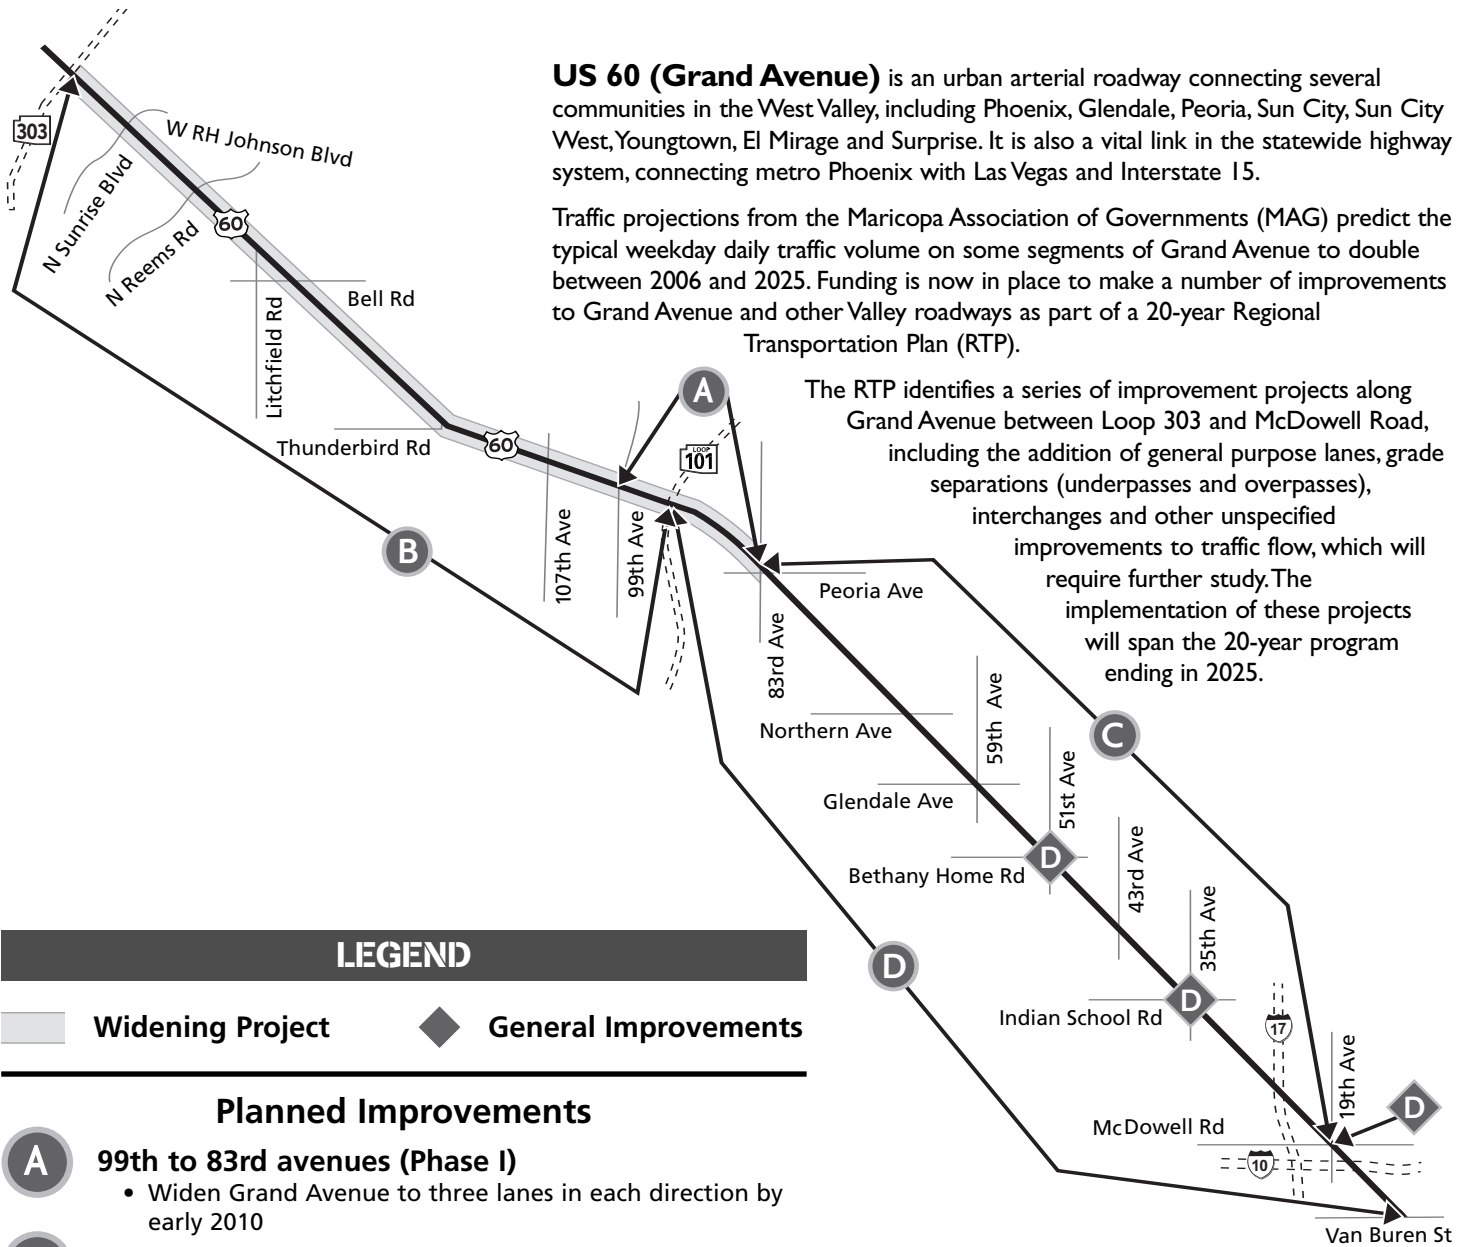 US 60 (Grand Avenue) is an urban arterial roadway connecting several
communities in the West Valley, including Phoenix, Glendale, Peoria, Sun City, Sun City
West, Youngtown, El Mirage and Surprise. It is also a vital link in the statewide highway
system, connecting metro Phoenix with Las Vegas and Interstate 15.
Traffic projections from the Maricopa Association of Governments (MAG) predict the
typical weekday daily traffic volume on some segments of Grand Avenue to double
between 2006 and 2025. Funding is now in place to make a number of improvements
to Grand Avenue and other Valley roadways as part of a 20-year Regional
Transportation Plan (RTP).
The RTP identifies a series of improvement projects along
Grand Avenue between Loop 303 and McDowell Road,
including the addition of general purpose lanes, grade
separations (underpasses and overpasses),
interchanges and other unspecified
improvements to traffic flow, which will
require further study. The
implementation of these projects
will span the 20-year program
ending in 2025.
303
W RH Johnson Blvd
N Sunrise Blvd
N Reems Rd
60
Bell Rd
Litchfield Rd
Thunderbird Rd
60
A
LOOP
101
B
107th Ave
99th Ave
Peoria Ave
83rd Ave
Northern Ave
59th Ave
C
51st Ave
Glendale Ave
D
Bethany Home Rd
43rd Ave
35th Ave
D
D
Indian School Rd
17
19th Ave
D
McDowell Rd
10
Van Buren St
LEGEND
Widening Project
General Improvements
Planned Improvements
A
99th to 83rd avenues (Phase I)
• Widen Grand Avenue to three lanes in each direction by
early 2010